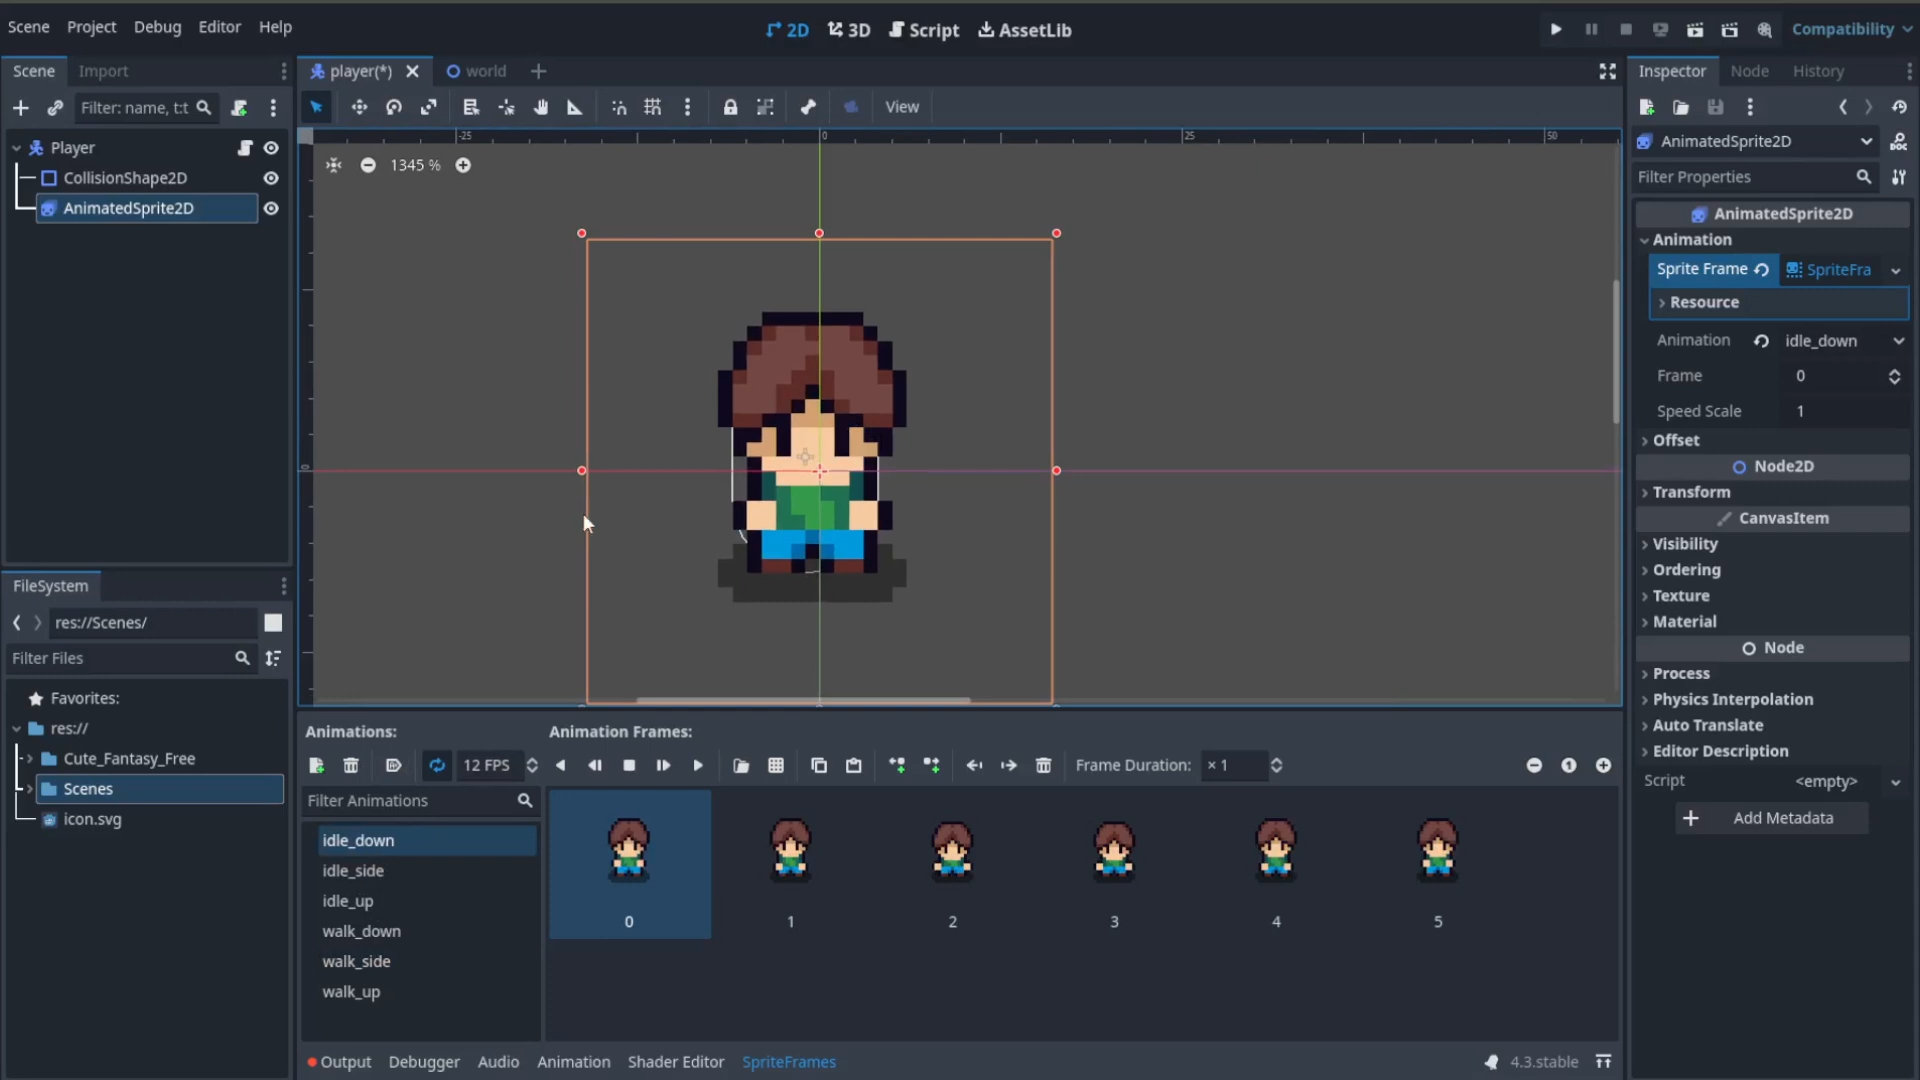 Scene Project Debug Editor Help
2D 3D Script AssetLib
Compatibility
Scene Import
player(*) world
Inspector Node History
Filter: name, t:t
View
AnimatedSprite2D
-25 0 25 50
Player
1345 %
Filter Properties
CollisionShape2D
AnimatedSprite2D
AnimatedSprite2D
Animation
Sprite Frame SpriteFra
Resource
Animation idle_down
Frame 0
Speed Scale 1
Offset
0
Node2D
Transform
CanvasItem
Visibility
Ordering
Texture
Material
Node
Process
Physics Interpolation
Auto Translate
Editor Description
Script <empty>
Add Metadata
FileSystem
res://Scenes/
Filter Files
Favorites:
res://
Cute_Fantasy_Free
Scenes
icon.svg
Animations: Animation Frames:
12 FPS Frame Duration: × 1
Filter Animations
idle_down
idle_side
idle_up
walk_down
walk_side
walk_up
0 1 2 3 4 5
Output Debugger Audio Animation Shader Editor SpriteFrames
4.3.stable